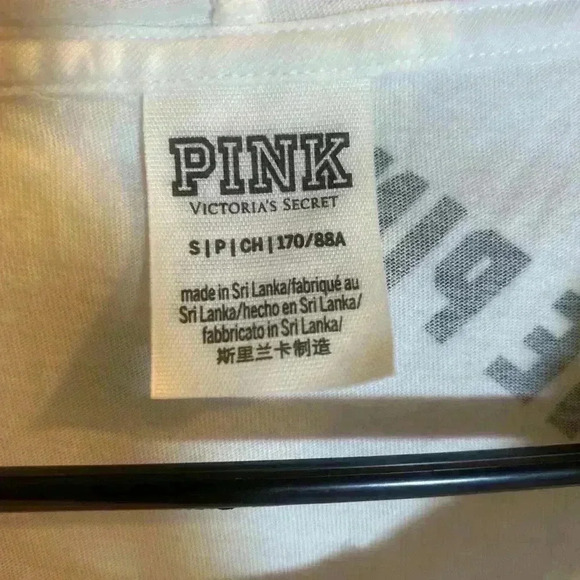 PINK
VICTORIA'S SECRET
S|P|CH|170/88A
made in Sri Lanka/fabriqué au
Sri Lanka/hecho en Sri Lanka/
fabbricato in Sri Lanka/
斯里兰卡制造